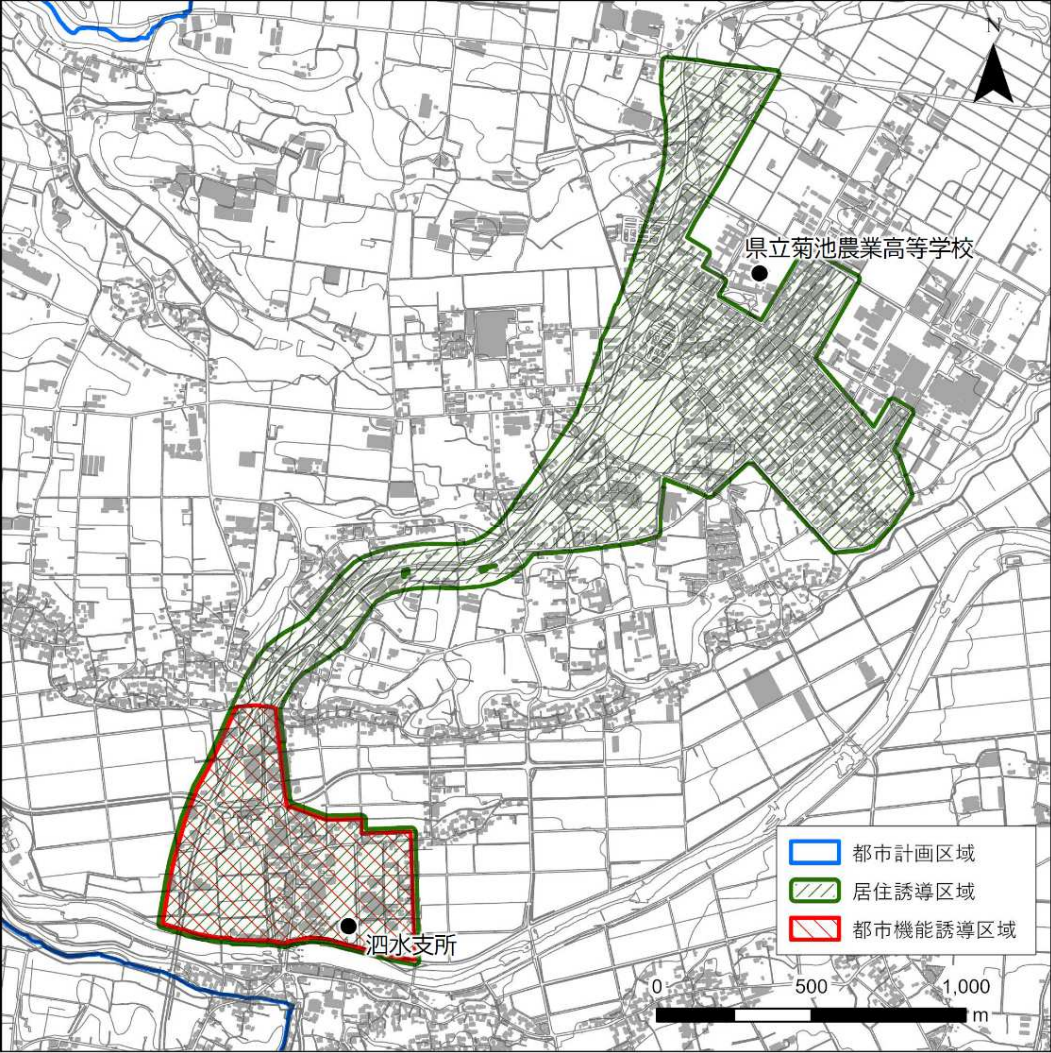 N
県立菊池農業高等学校
都市計画区域
居住誘導区域
都市機能誘導区域
泗水支所
0 500 1,000
m